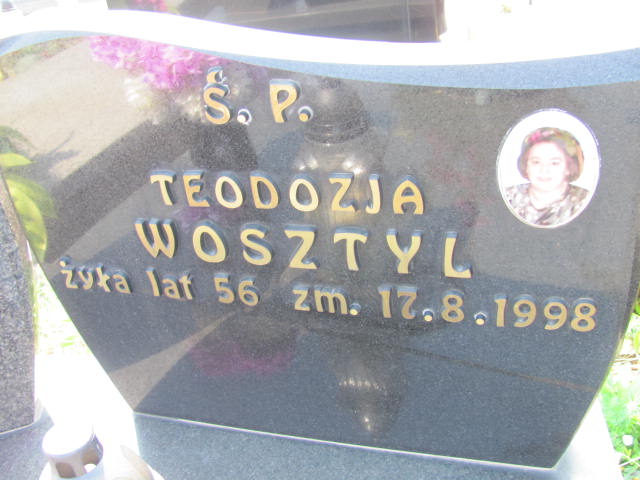 Ś. P.
TEODOZJA
WOSZTYL
żyła lat 56 zm. 17.8.1998